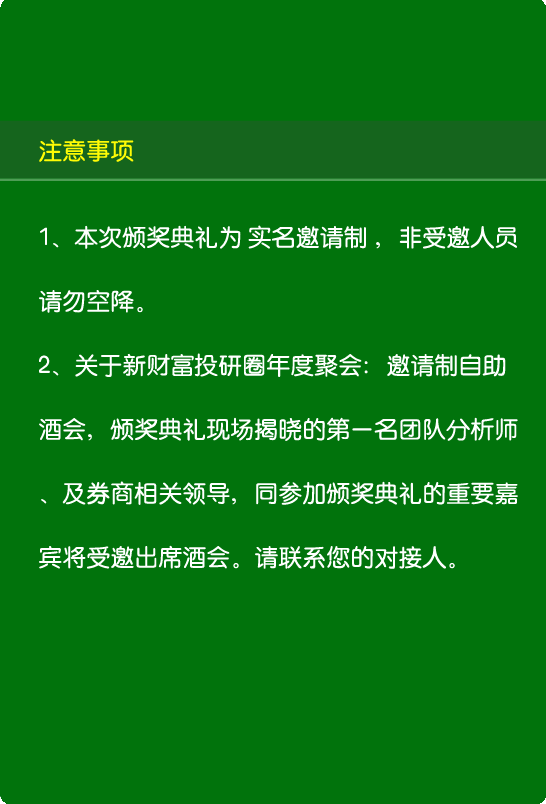 注意事项
1、本次颁奖典礼为 实名邀请制 ，非受邀人员
请勿空降。
2、关于新财富投研圈年度聚会：邀请制自助
酒会，颁奖典礼现场揭晓的第一名团队分析师
、及券商相关领导，同参加颁奖典礼的重要嘉
宾将受邀出席酒会。请联系您的对接人。